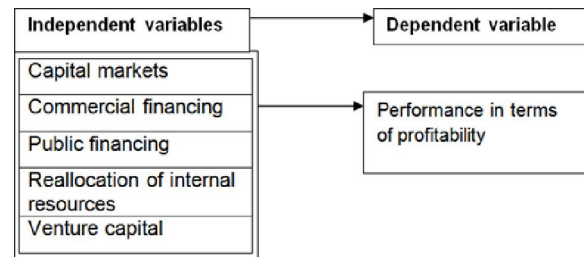 Independent variables
Dependent variable
Capital markets
Commercial financing
Public financing
Reallocation of internal
resources
Venture capital
Performance in terms
of profitability